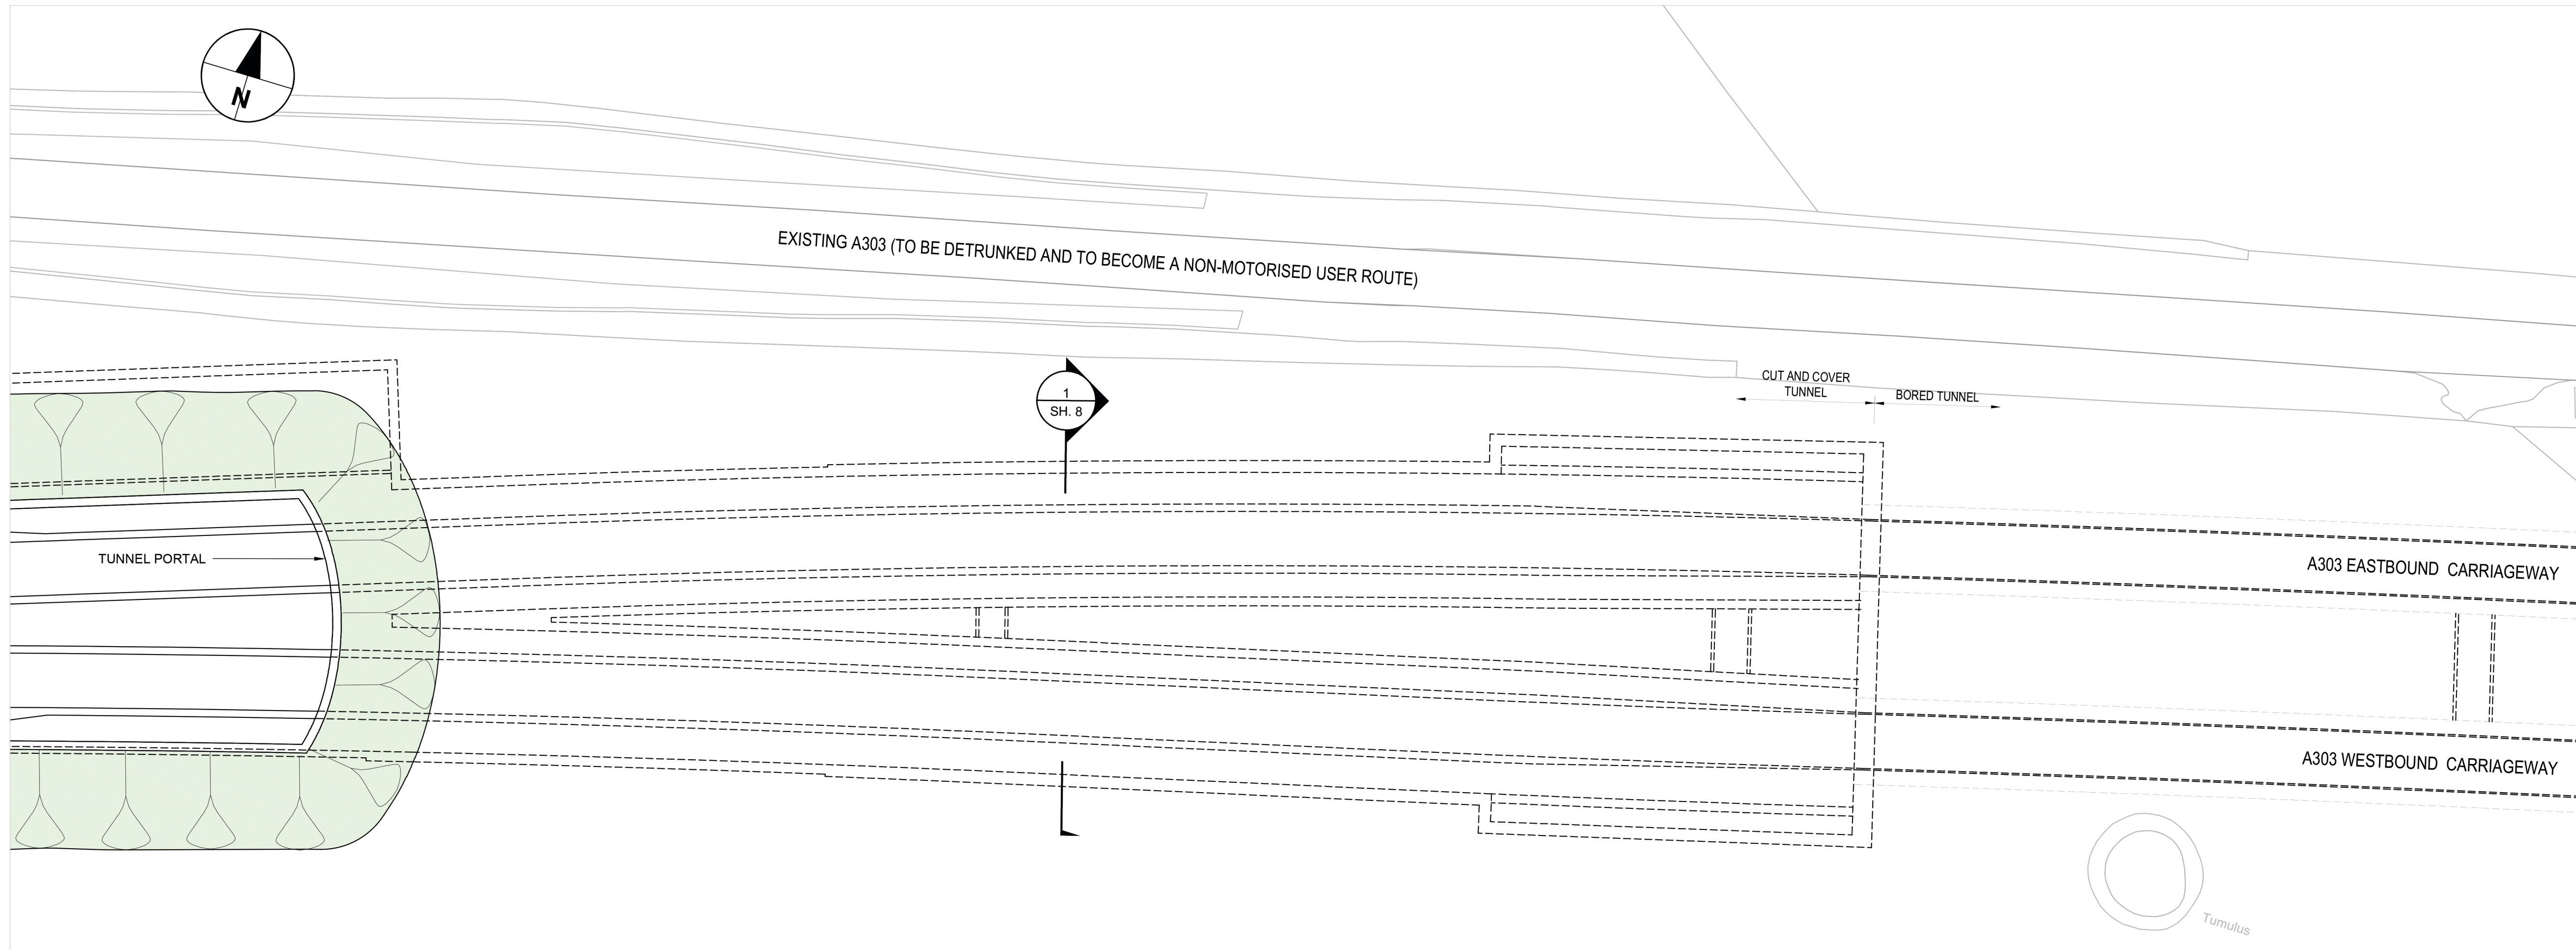 N
EXISTING A303 (TO BE DETRUNKED AND TO BECOME A NON-MOTORISED USER ROUTE)
1
SH. 8
CUT AND COVER
TUNNEL
BORED TUNNEL
TUNNEL PORTAL
A303 EASTBOUND CARRIAGEWAY
A303 WESTBOUND CARRIAGEWAY
Tumulus